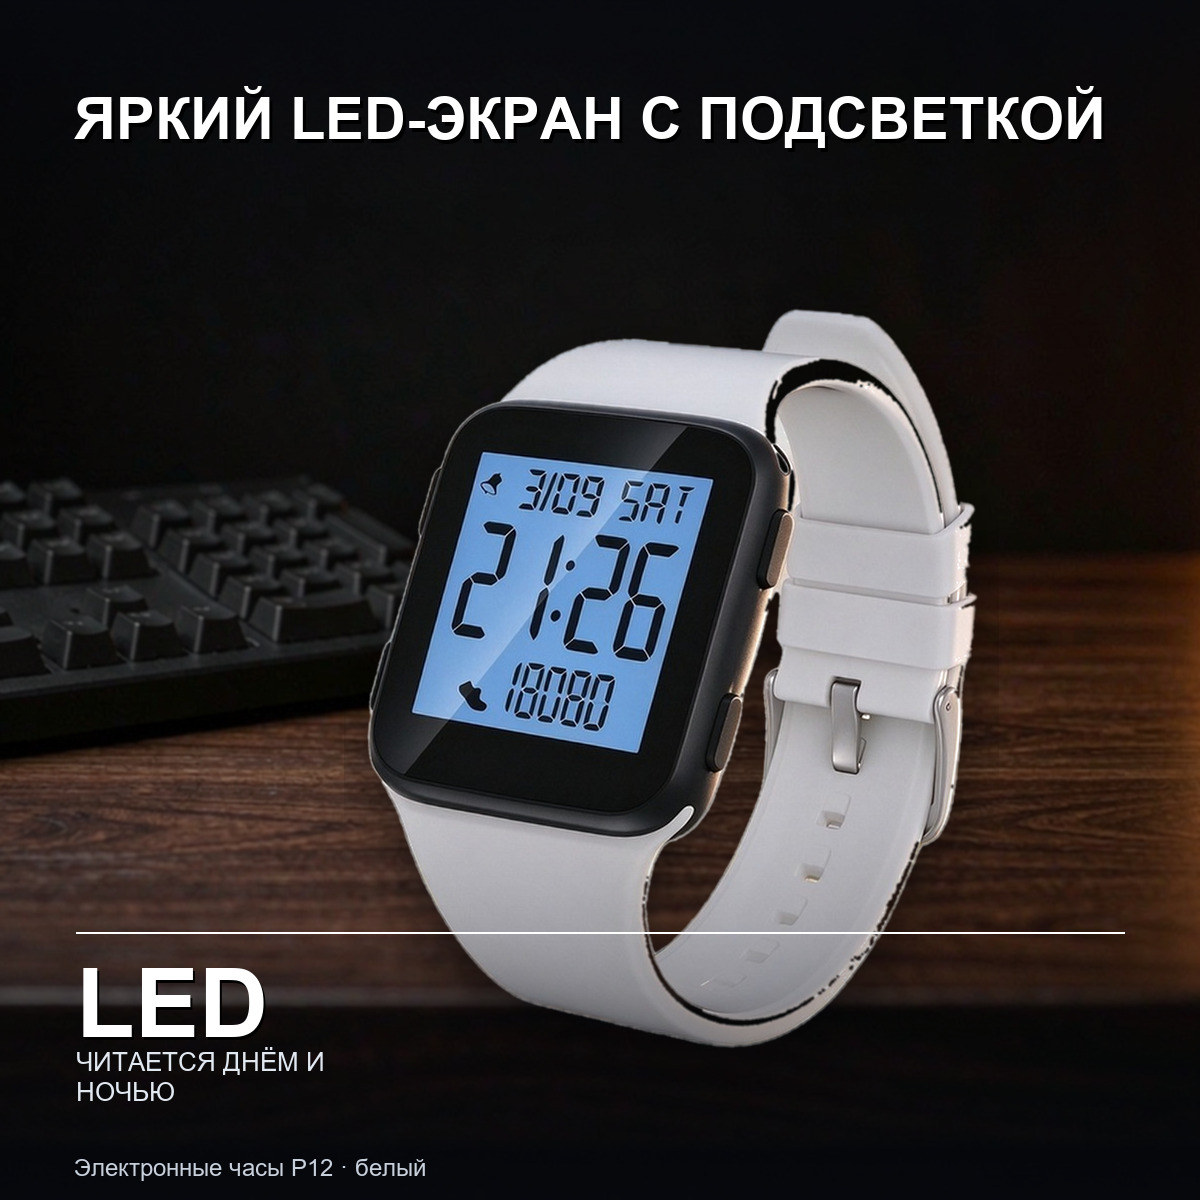 ЯРКИЙ LED-ЭКРАН С ПОДСВЕТКОЙ
3/09 SAT
21:26
18080
LED
ЧИТАЕТСЯ ДНЁМ И
НОЧЬЮ
Электронные часы P12 · белый